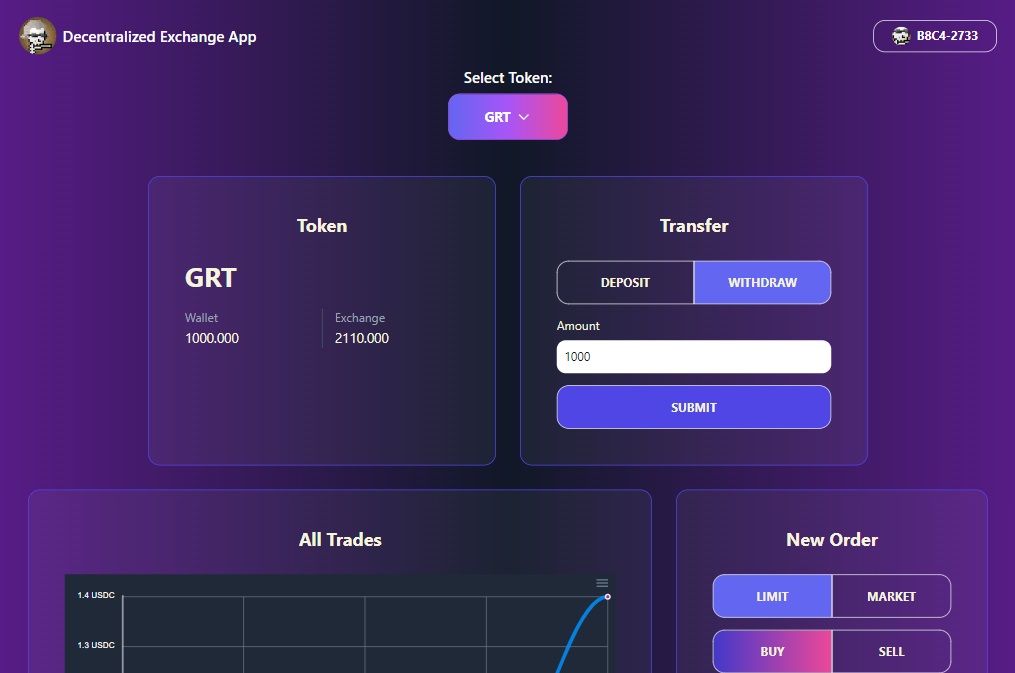 Decentralized Exchange App
B8C4-2733
Select Token:
GRT
Token
GRT
Wallet
1000.000
Exchange
2110.000
Transfer
DEPOSIT
WITHDRAW
Amount
1000
SUBMIT
All Trades
1.4 USDC
1.3 USDC
New Order
LIMIT
MARKET
BUY
SELL